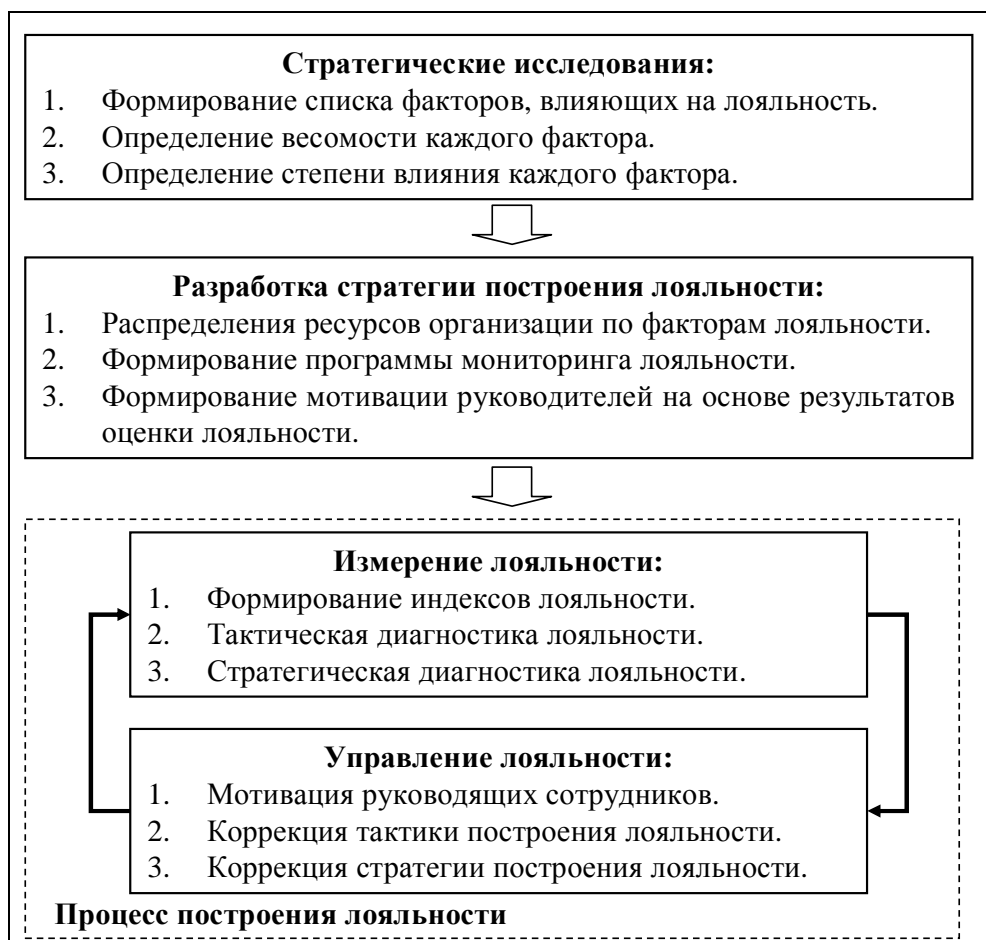 Стратегические исследования:
1. Формирование списка факторов, влияющих на лояльность.
2. Определение весомости каждого фактора.
3. Определение степени влияния каждого фактора.
Разработка стратегии построения лояльности:
1. Распределения ресурсов организации по факторам лояльности.
2. Формирование программы мониторинга лояльности.
3. Формирование мотивации руководителей на основе результатов
оценки лояльности.
Измерение лояльности:
1. Формирование индексов лояльности.
2. Тактическая диагностика лояльности.
3. Стратегическая диагностика лояльности.
Управление лояльности:
1. Мотивация руководящих сотрудников.
2. Коррекция тактики построения лояльности.
3. Коррекция стратегии построения лояльности.
Процесс построения лояльности